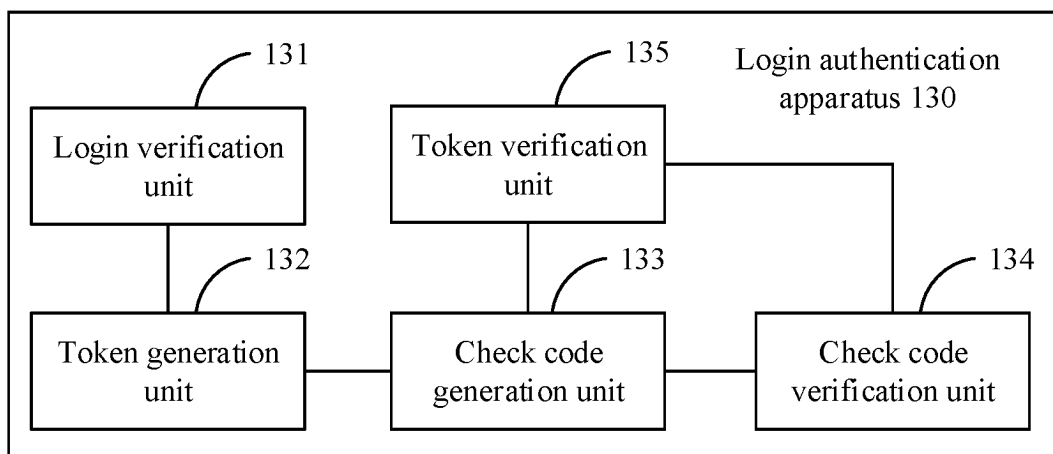 131
135
Login authentication
apparatus 130
Login verification
unit
Token verification
unit
132
133
134
Token generation
unit
Check code
generation unit
Check code
verification unit